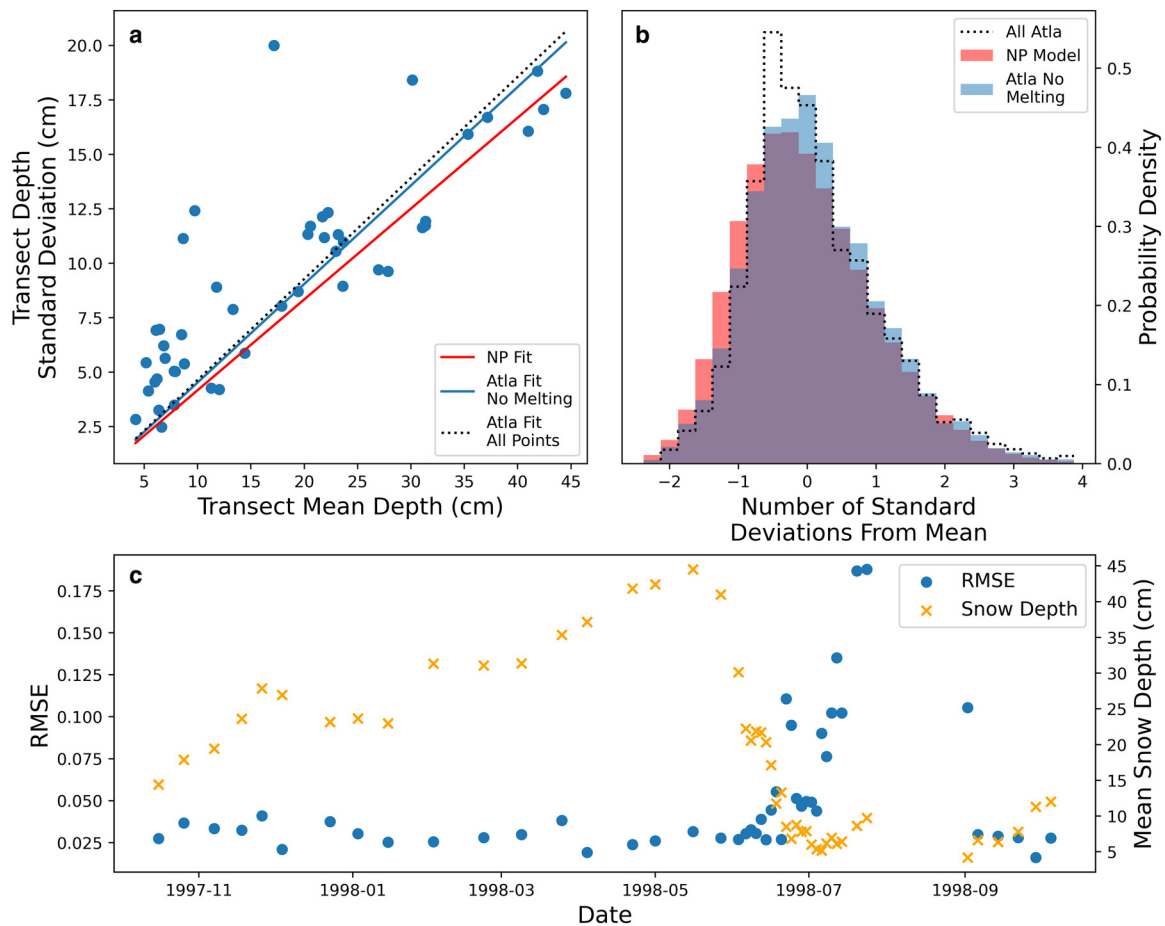 a
20.0
17.5
15.0
12.5
10.0
7.5
5.0
2.5
Transect Depth
Standard Deviation (cm)
NP Fit
Atla Fit
No Melting
Atla Fit
All Points
5
10
15
20
25
30
35
40
45
Transect Mean Depth (cm)
b
All Atla
NP Model
Atla No
Melting
0.5
0.4
0.3
0.2
0.1
0.0
Probability Density
−2
−1
0
1
2
3
4
Number of Standard
Deviations From Mean
c
RMSE
Snow Depth
0.175
0.150
0.125
0.100
0.075
0.050
0.025
RMSE
45
40
35
30
25
20
15
10
5
Mean Snow Depth (cm)
1997-11
1998-01
1998-03
1998-05
1998-07
1998-09
Date